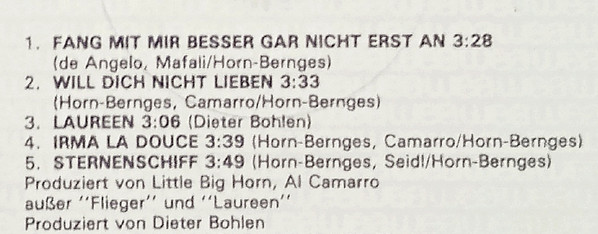 1. FANG MIT MIR BESSER GAR NICHT ERST AN 3:28
(de Angelo, Mafali/Horn-Bernges)
2. WILL DICH NICHT LIEBEN 3:33
(Horn-Bernges, Camarro/Horn-Bernges)
3. LAUREEN 3:06 (Dieter Bohlen)
4. IRMA LA DOUCE 3:39 (Horn-Bernges, Camarro/Horn-Bernges)
5. STERNENSCHIFF 3:49 (Horn-Bernges, Seidl/Horn-Bernges)
Produziert von Little Big Horn, Al Camarro
außer "Flieger" und "Laureen"
Produziert von Dieter Bohlen